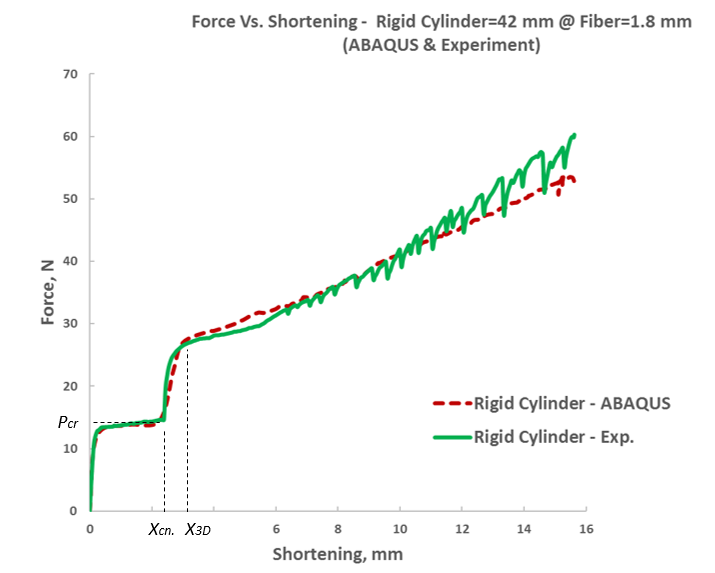 Force Vs. Shortening - Rigid Cylinder=42 mm @ Fiber=1.8 mm
(ABAQUS & Experiment)
70
60
50
40
30
20
Pcr
10
0
Force, N
Rigid Cylinder - ABAQUS
Rigid Cylinder - Exp.
0 Xcn. X3D 6 8 10 12 14 16
Shortening, mm